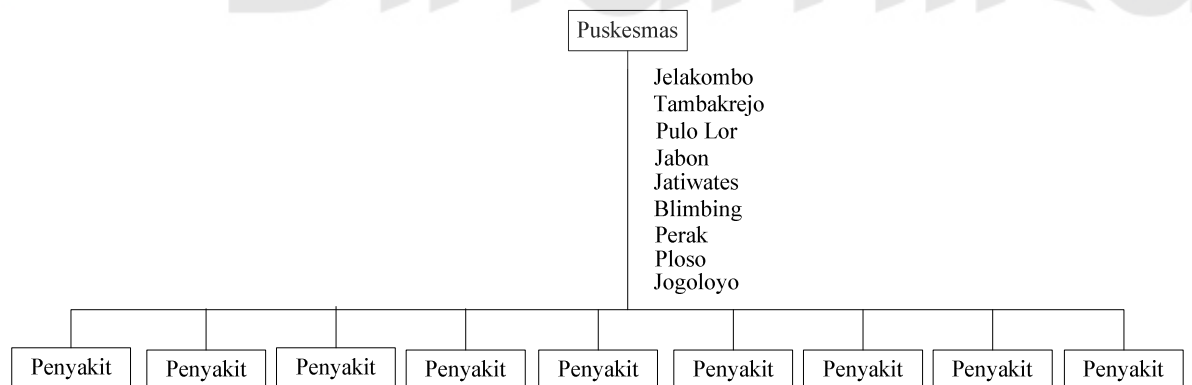 Puskesmas
Jelakombo
Tambakrejo
Pulo Lor
Jabon
Jatiwates
Blimbing
Perak
Ploso
Jogoloyo
Penyakit Penyakit Penyakit Penyakit Penyakit Penyakit Penyakit Penyakit Penyakit